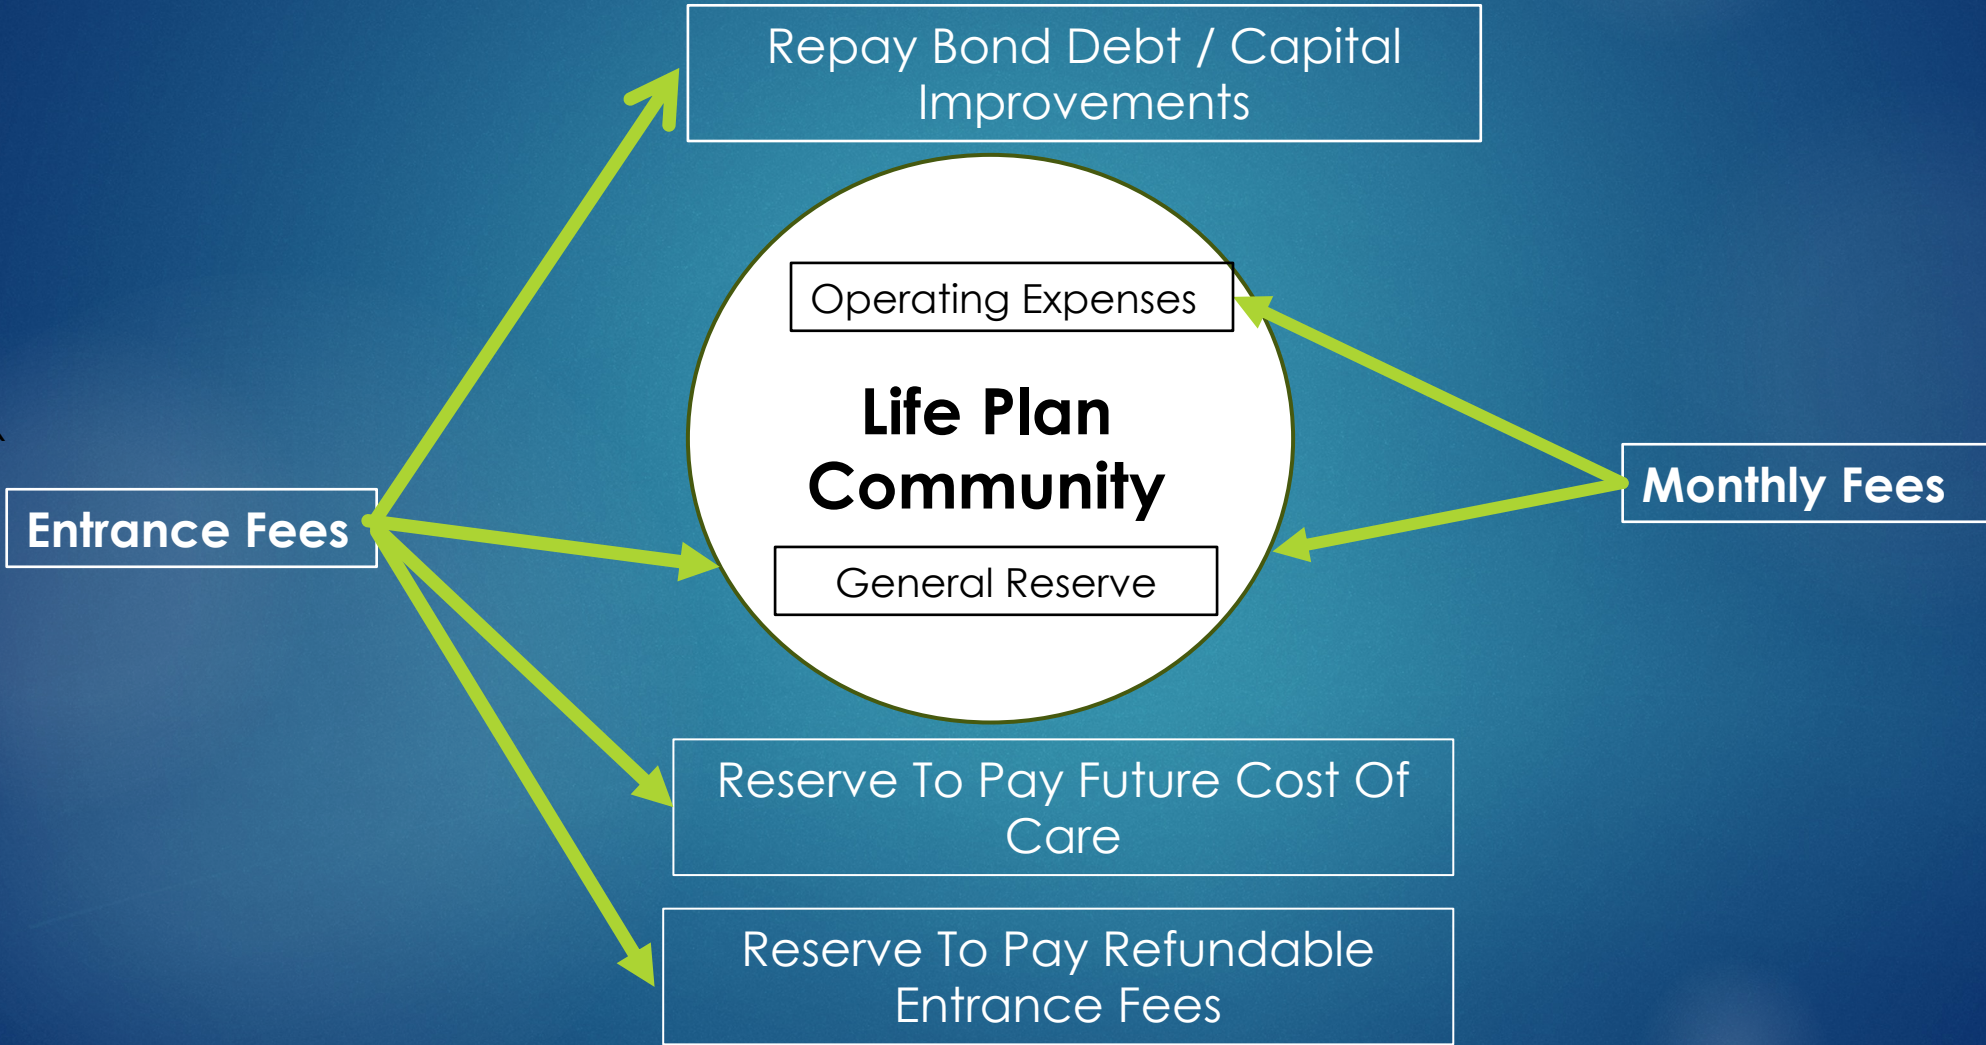 Repay Bond Debt / Capital
Improvements
Operating Expenses
Life Plan
Community
General Reserve
Entrance Fees
Monthly Fees
Reserve To Pay Future Cost Of
Care
Reserve To Pay Refundable
Entrance Fees